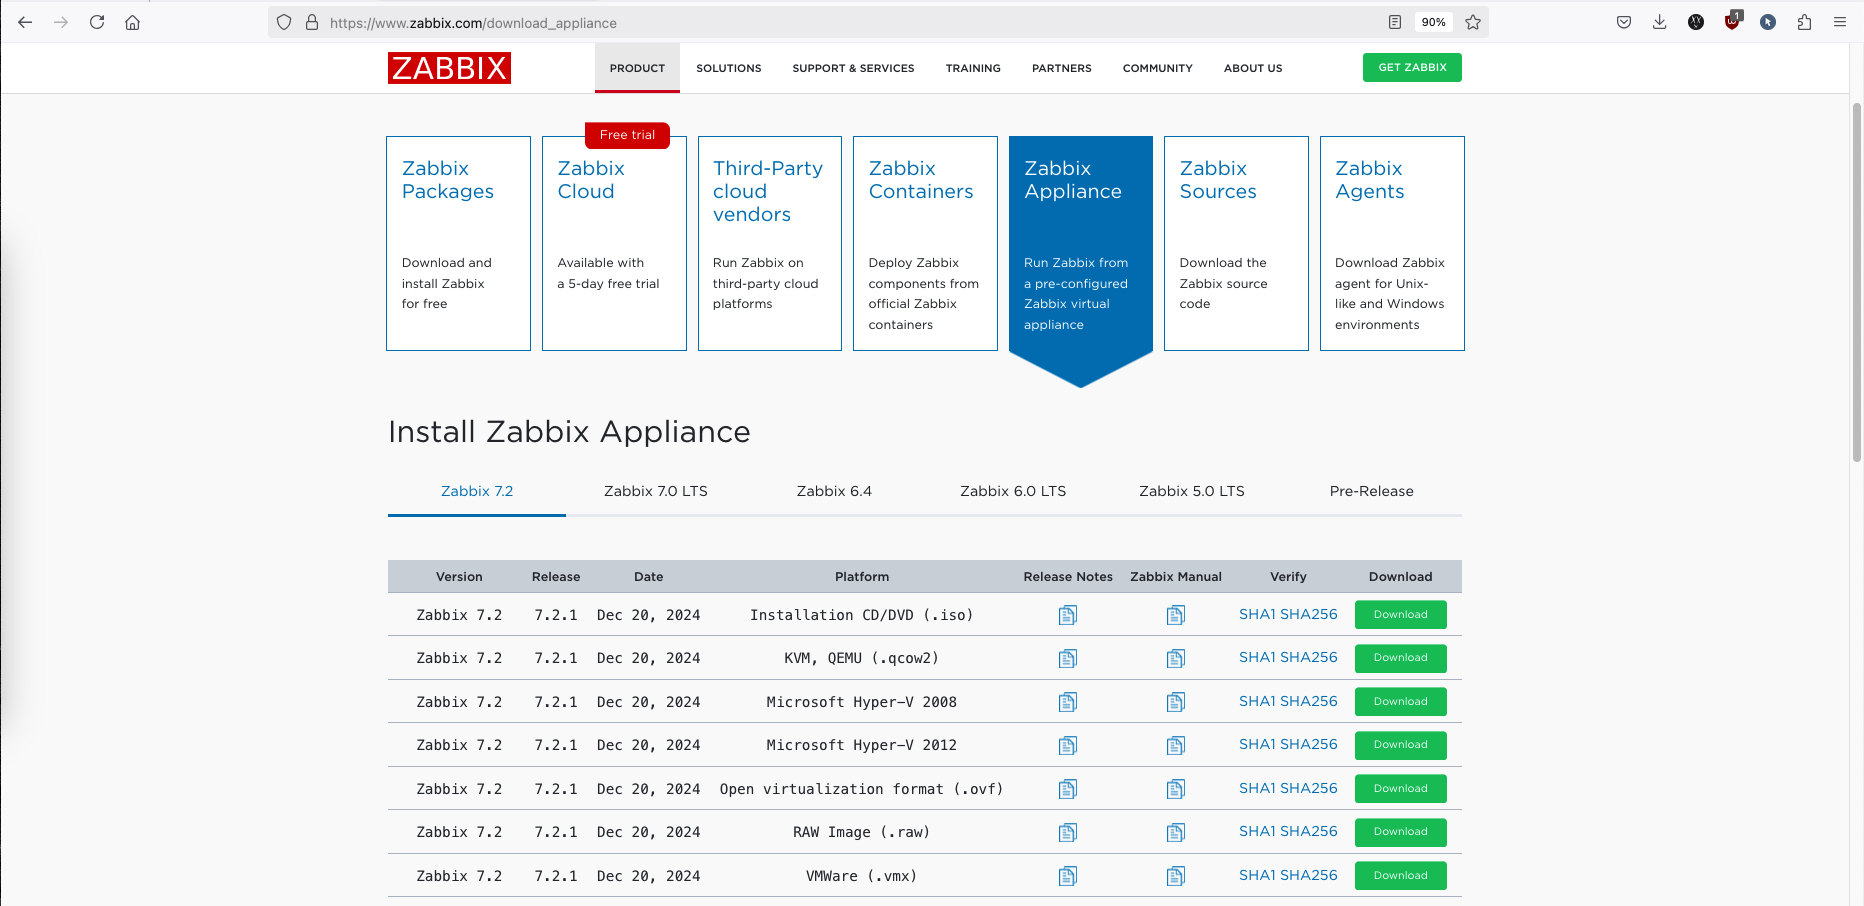 https://www.zabbix.com/download_appliance
90%
1
ZABBIX
PRODUCT
SOLUTIONS
SUPPORT & SERVICES
TRAINING
PARTNERS
COMMUNITY
ABOUT US
GET ZABBIX
Zabbix
Packages
Download and
install Zabbix
for free
Free trial
Zabbix
Cloud
Available with
a 5-day free trial
Third-Party
cloud
vendors
Run Zabbix on
third-party cloud
platforms
Zabbix
Containers
Deploy Zabbix
components from
official Zabbix
containers
Zabbix
Appliance
Run Zabbix from
a pre-configured
Zabbix virtual
appliance
Zabbix
Sources
Download the
Zabbix source
code
Zabbix
Agents
Download Zabbix
agent for Unix-
like and Windows
environments
Install Zabbix Appliance
Zabbix 7.2
Zabbix 7.0 LTS
Zabbix 6.4
Zabbix 6.0 LTS
Zabbix 5.0 LTS
Pre-Release
Version Release Date Platform Release Notes Zabbix Manual Verify Download
Zabbix 7.2 7.2.1 Dec 20, 2024 Installation CD/DVD (.iso) SHA1 SHA256 Download
Zabbix 7.2 7.2.1 Dec 20, 2024 KVM, QEMU (.qcow2) SHA1 SHA256 Download
Zabbix 7.2 7.2.1 Dec 20, 2024 Microsoft Hyper-V 2008 SHA1 SHA256 Download
Zabbix 7.2 7.2.1 Dec 20, 2024 Microsoft Hyper-V 2012 SHA1 SHA256 Download
Zabbix 7.2 7.2.1 Dec 20, 2024 Open virtualization format (.ovf) SHA1 SHA256 Download
Zabbix 7.2 7.2.1 Dec 20, 2024 RAW Image (.raw) SHA1 SHA256 Download
Zabbix 7.2 7.2.1 Dec 20, 2024 VMWare (.vmx) SHA1 SHA256 Download